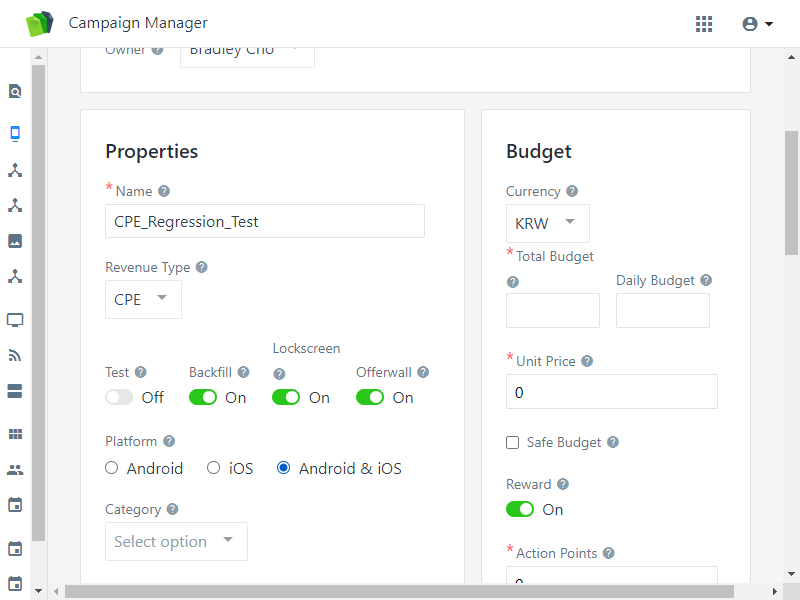 Campaign Manager
Owner
Bradley Cho
Properties
* Name
CPE_Regression_Test
Revenue Type
CPE
Test
Off
Backfill
On
Lockscreen
On
Offerwall
On
Platform
Android
iOS
Android & iOS
Category
Select option
Budget
Currency
KRW
* Total Budget
Daily Budget
* Unit Price
0
Safe Budget
Reward
On
* Action Points
0